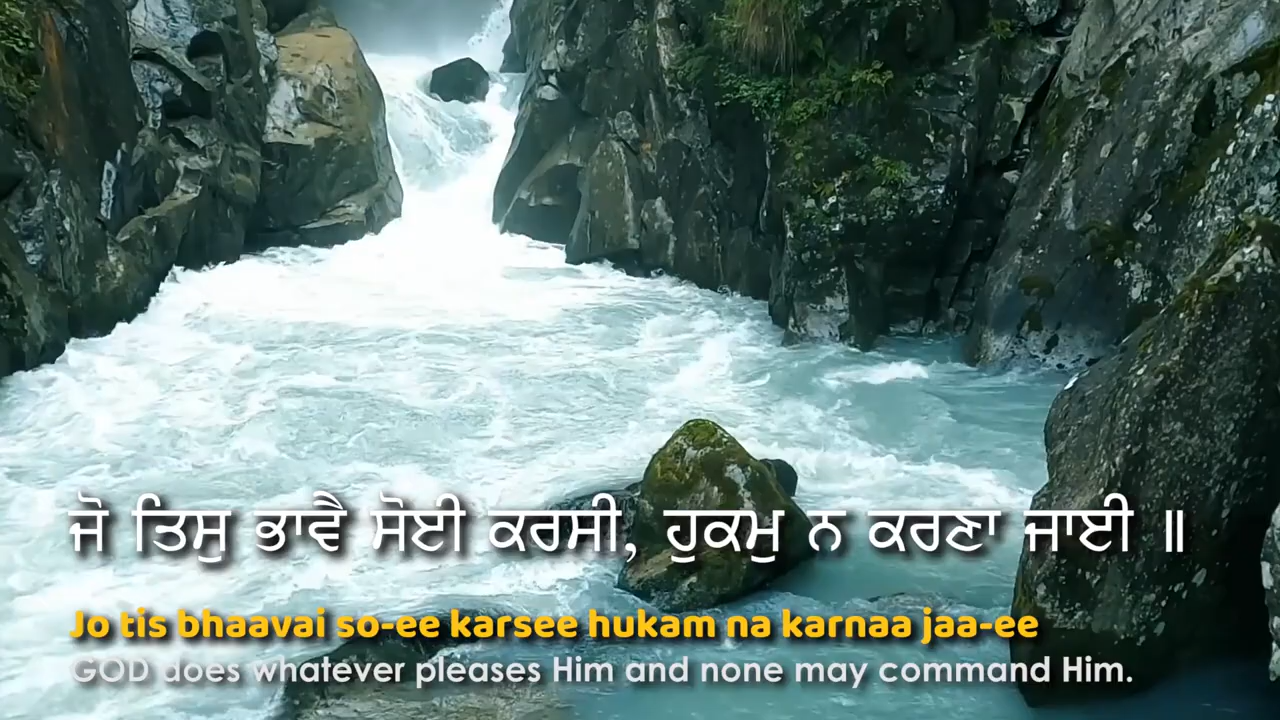 ਜੋ ਤਿਸੁ ਭਾਵੈ ਸੋਈ ਕਰਸੀ, ਹੁਕਮੁ ਨ ਕਰਣਾ ਜਾਈ ॥
Jo tis bhaavai so-ee karsee hukam na karnaa jaa-ee
GOD does whatever pleases Him and none may command Him.